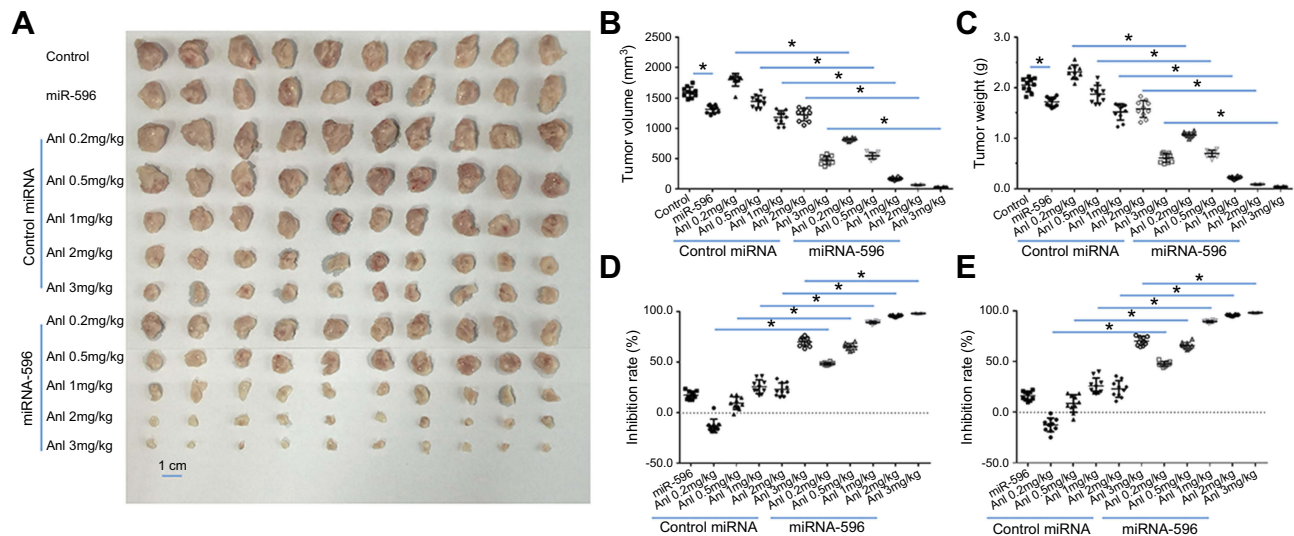 A
Control
miR-596
Anl 0.2mg/kg
Anl 0.5mg/kg
Anl 1mg/kg
Anl 2mg/kg
Anl 3mg/kg
Control miRNA
Anl 0.2mg/kg
Anl 0.5mg/kg
Anl 1mg/kg
Anl 2mg/kg
Anl 3mg/kg
miRNA-596
1 cm
B
Tumor volume (mm³)
2500
2000
1500
1000
500
0
* * * * * *
Control
miR-596
Anl 0.2mg/kg
Anl 0.5mg/kg
Anl 1mg/kg
Anl 2mg/kg
Anl 3mg/kg
Anl 0.2mg/kg
Anl 0.5mg/kg
Anl 1mg/kg
Anl 2mg/kg
Anl 3mg/kg
Control miRNA
miRNA-596
C
Tumor weight (g)
3.0
2.0
1.0
0.0
* * * * * *
Control
miR-596
Anl 0.2mg/kg
Anl 0.5mg/kg
Anl 1mg/kg
Anl 2mg/kg
Anl 3mg/kg
Anl 0.2mg/kg
Anl 0.5mg/kg
Anl 1mg/kg
Anl 2mg/kg
Anl 3mg/kg
Control miRNA
miRNA-596
D
Inhibition rate (%)
100.0
50.0
0.0
-50.0
* * * * *
miR-596
Anl 0.2mg/kg
Anl 0.5mg/kg
Anl 1mg/kg
Anl 2mg/kg
Anl 3mg/kg
Anl 0.2mg/kg
Anl 0.5mg/kg
Anl 1mg/kg
Anl 2mg/kg
Anl 3mg/kg
Control miRNA
miRNA-596
E
Inhibition rate (%)
100.0
50.0
0.0
-50.0
* * * * *
miR-596
Anl 0.2mg/kg
Anl 0.5mg/kg
Anl 1mg/kg
Anl 2mg/kg
Anl 3mg/kg
Anl 0.2mg/kg
Anl 0.5mg/kg
Anl 1mg/kg
Anl 2mg/kg
Anl 3mg/kg
Control miRNA
miRNA-596